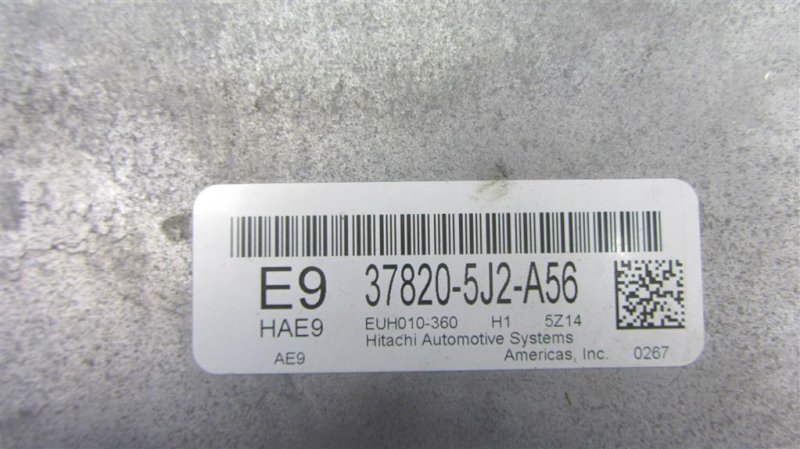 E9 37820-5J2-A56
HAE9 EUH010-360 H1 5Z14
Hitachi Automotive Systems
AE9 Americas, Inc. 0267